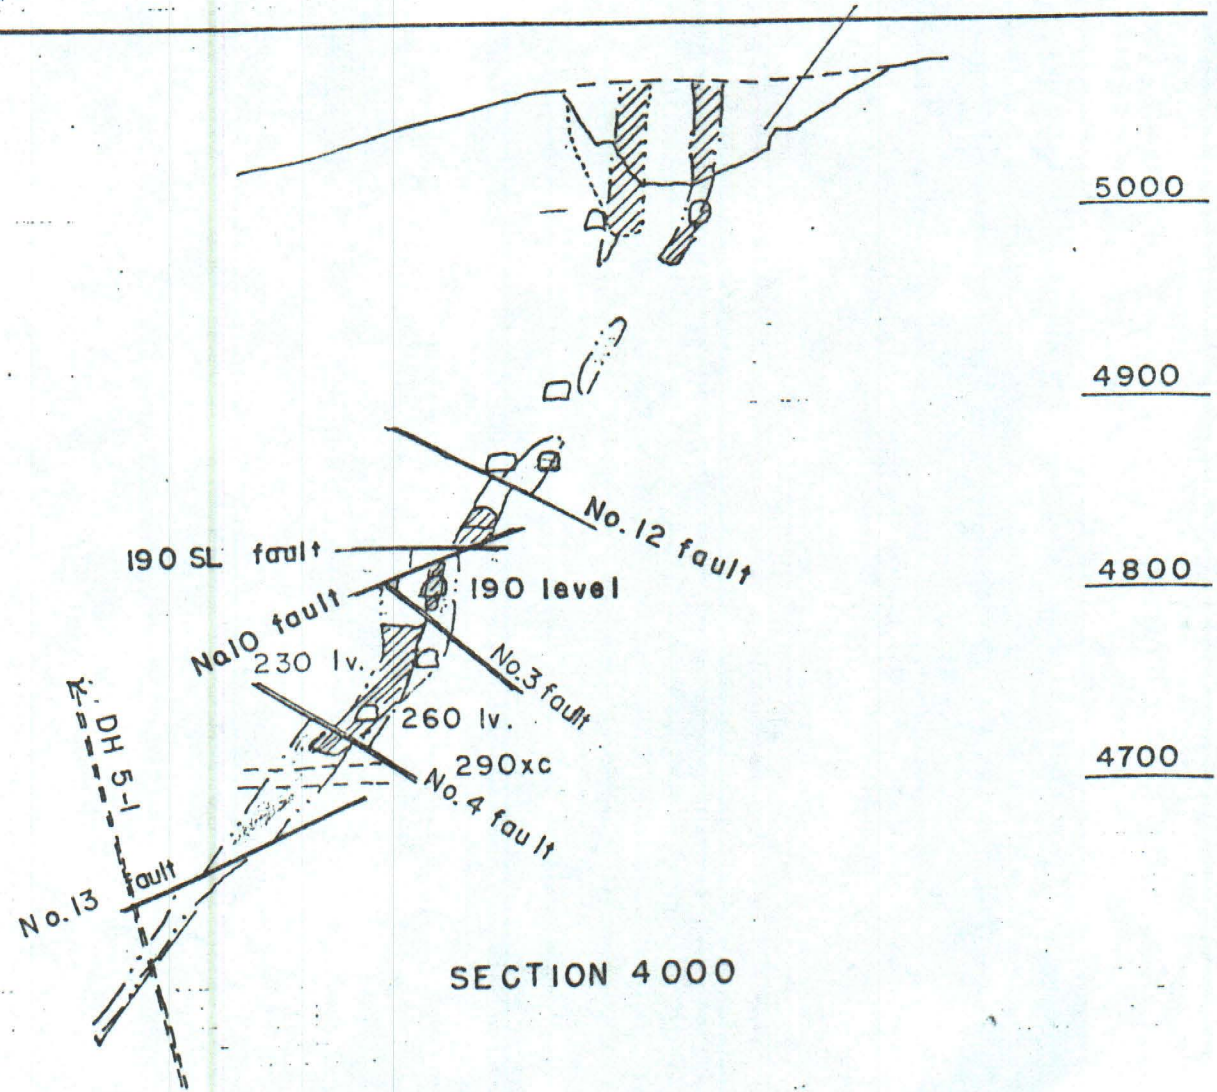 5000
4900
No. 12 fault
190 SL fault
4800
190 level
No. 10 fault
230 lv.
No. 3 fault
DH 5-1
260 lv.
290xc
4700
No. 4 fault
No. 13 fault
SECTION 4000